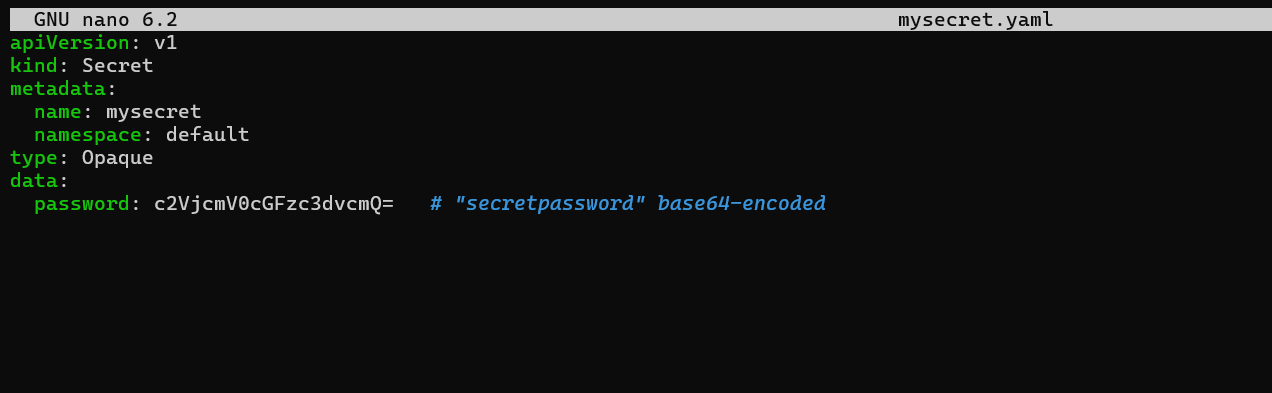 GNU nano 6.2 mysecret.yaml
apiVersion: v1
kind: Secret
metadata:
  name: mysecret
  namespace: default
type: Opaque
data:
  password: c2VjcmV0cGFzc3dvcmQ=   # "secretpassword" base64-encoded